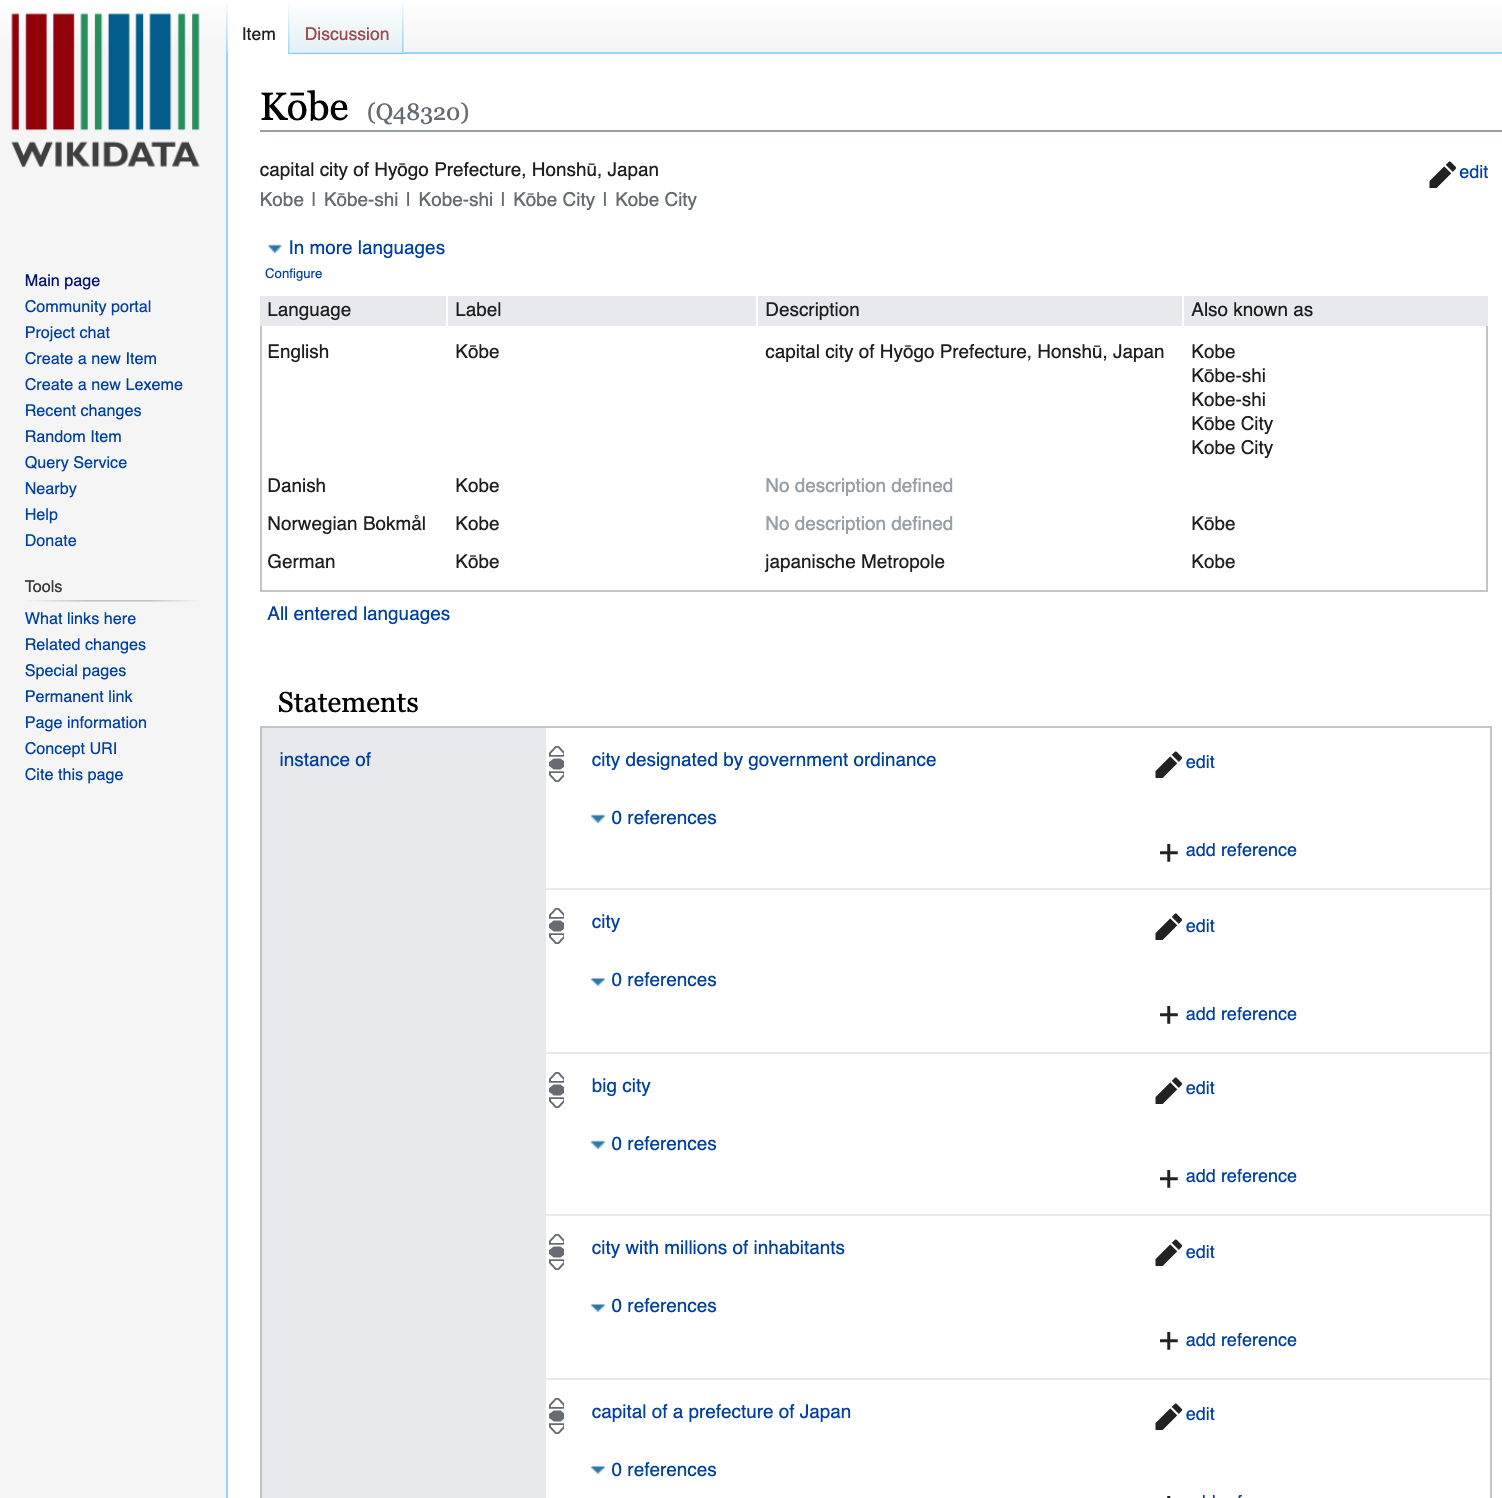 WIKIDATA
Item
Discussion
Kōbe (Q48320)
capital city of Hyōgo Prefecture, Honshū, Japan
edit
Kobe | Kōbe-shi | Kobe-shi | Kōbe City | Kobe City
In more languages
Configure
Language Label Description Also known as
English Kōbe capital city of Hyōgo Prefecture, Honshū, Japan Kobe
Kōbe-shi
Kobe-shi
Kōbe City
Kobe City
Danish Kobe No description defined
Norwegian Bokmål Kobe No description defined Kōbe
German Kōbe japanische Metropole Kobe
All entered languages
Main page
Community portal
Project chat
Create a new Item
Create a new Lexeme
Recent changes
Random Item
Query Service
Nearby
Help
Donate
Tools
What links here
Related changes
Special pages
Permanent link
Page information
Concept URI
Cite this page
Statements
instance of
city designated by government ordinance
edit
0 references
add reference
city
edit
0 references
add reference
big city
edit
0 references
add reference
city with millions of inhabitants
edit
0 references
add reference
capital of a prefecture of Japan
edit
0 references